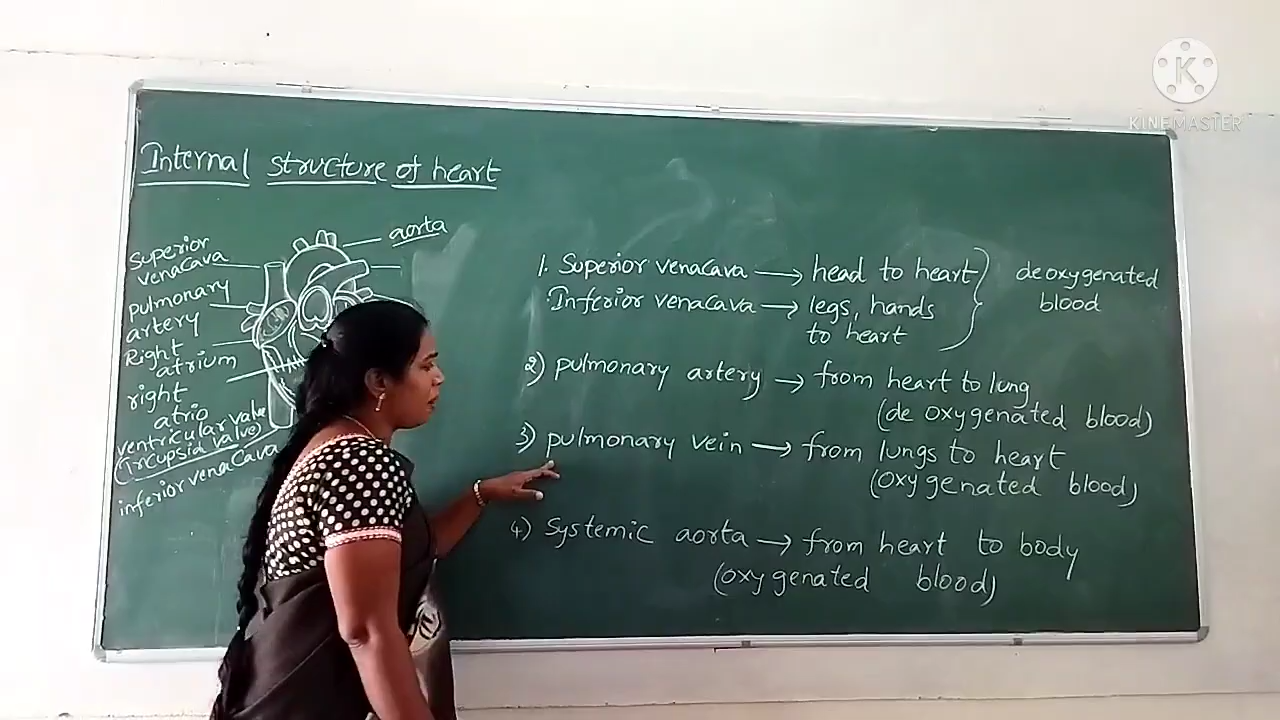 Internal structure of heart
aorta
Superior
venacava
pulmonary
artery
Right
atrium
right
atrio
ventricular valve
(Tricupsid valve)
inferior venacava
1. Superior venacava → head to heart
Inferior venacava → legs, hands
to heart
deoxygenated
blood
2) pulmonary artery → from heart to lung
(de oxygenated blood)
3) pulmonary vein → from lungs to heart
(oxygenated blood)
4) Systemic aorta → from heart to body
(oxygenated blood)
K
KINEMASTER